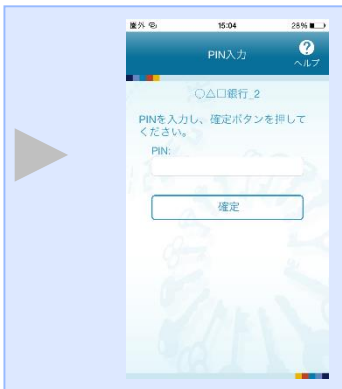 圏外
15:04
28%
PIN入力
?
ヘルプ
○△□銀行_2
PINを入力し、確定ボタンを押して
ください。
PIN:
確定